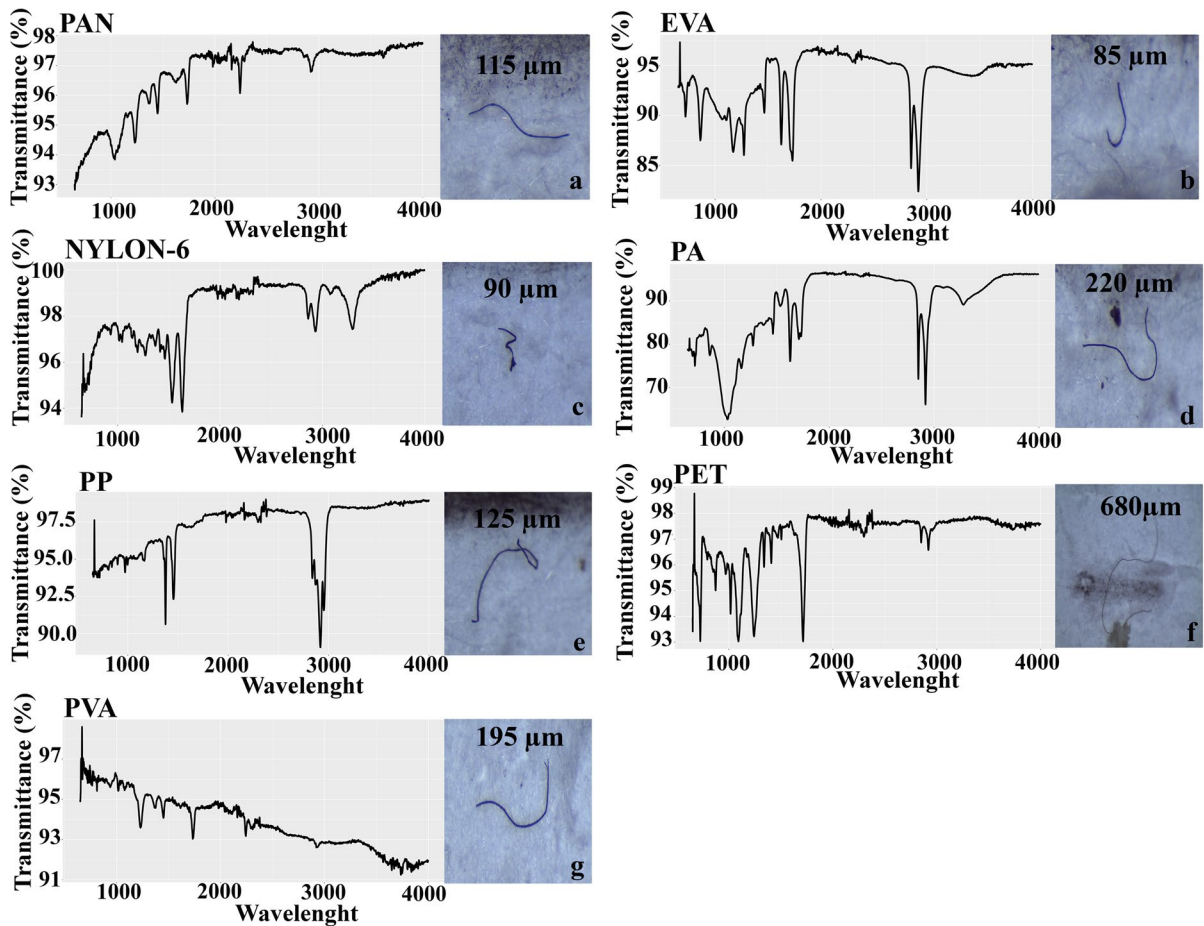 PAN
Transmittance (%)
98
97
96
95
94
93
1000 2000 3000 4000
Wavelenght
115 µm
a
EVA
Transmittance (%)
95
90
85
1000 2000 3000 4000
Wavelenght
85 µm
b
NYLON-6
Transmittance (%)
100
98
96
94
1000 2000 3000 4000
Wavelenght
90 µm
c
PA
Transmittance (%)
90
80
70
1000 2000 3000 4000
Wavelenght
220 µm
d
PP
Transmittance (%)
97.5
95.0
92.5
90.0
1000 2000 3000 4000
Wavelenght
125 µm
e
PET
Transmittance (%)
99
98
97
96
95
94
93
1000 2000 3000 4000
Wavelenght
680µm
f
PVA
Transmittance (%)
97
95
93
91
1000 2000 3000 4000
Wavelenght
195 µm
g